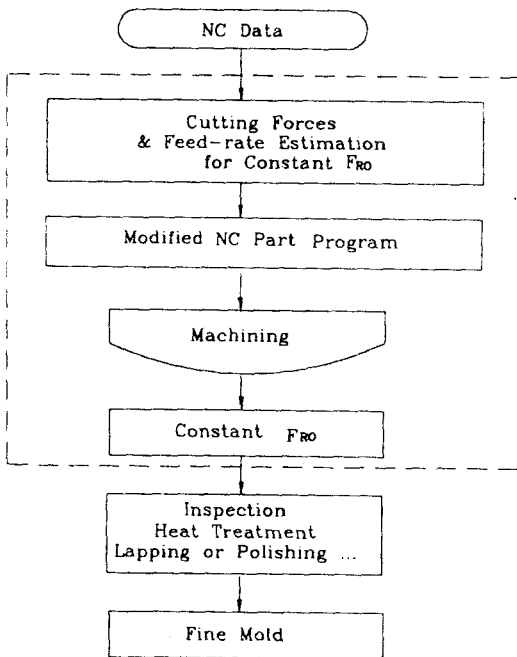 NC Data
Cutting Forces
& Feed-rate Estimation
for Constant FRO
Modified NC Part Program
Machining
Constant FRO
Inspection
Heat Treatment
Lapping or Polishing ...
Fine Mold